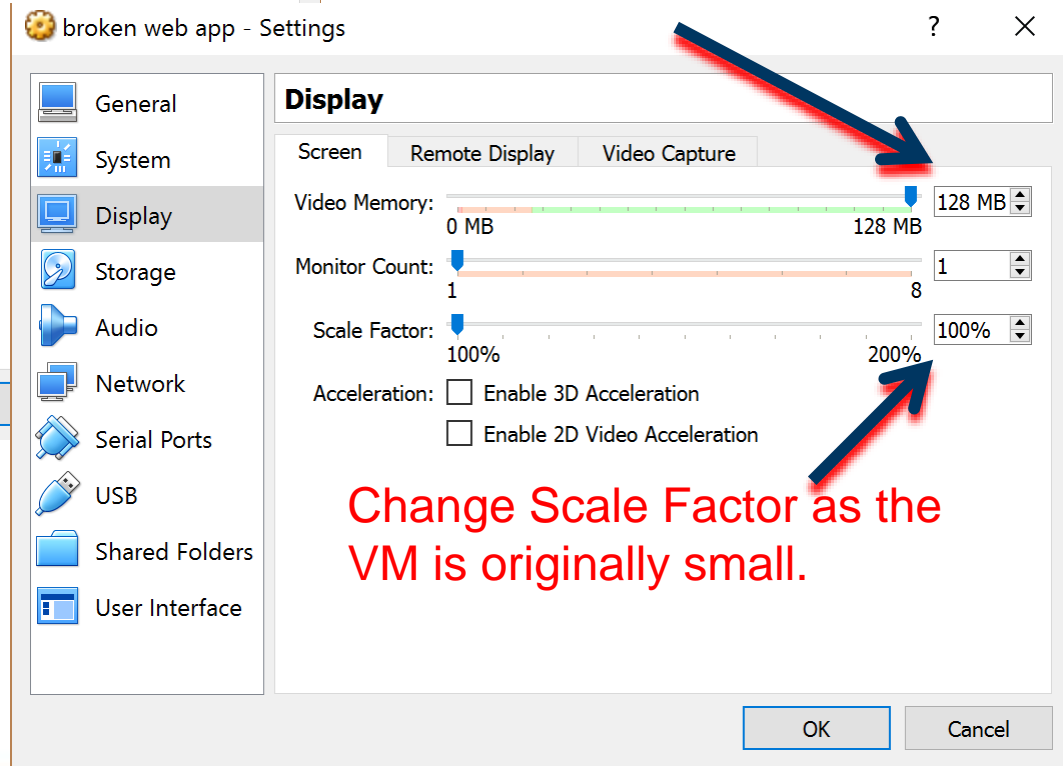 broken web app - Settings
?
General
System
Display
Storage
Audio
Network
Serial Ports
USB
Shared Folders
User Interface
Display
Screen Remote Display Video Capture
Video Memory: 128 MB
0 MB 128 MB
Monitor Count: 1
1 8
Scale Factor: 100%
100% 200%
Acceleration: Enable 3D Acceleration
Enable 2D Video Acceleration
Change Scale Factor as the
VM is originally small.
OK Cancel